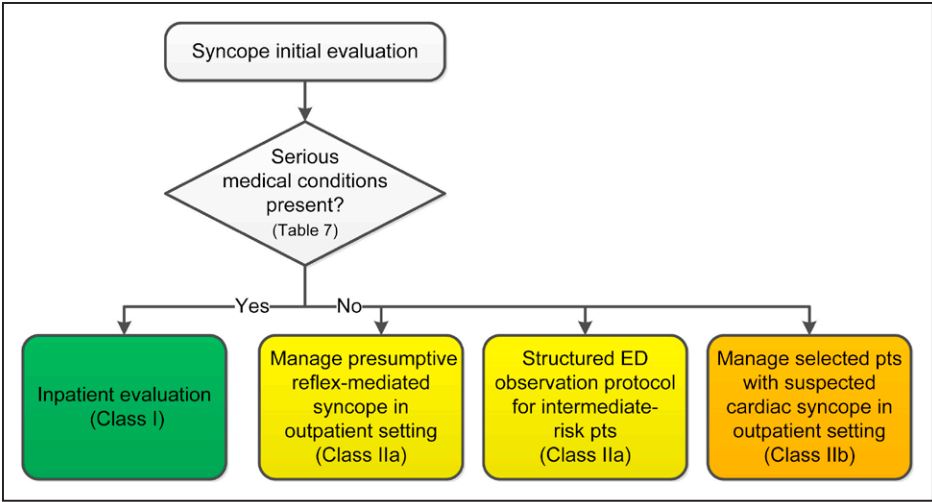 Syncope initial evaluation
Serious
medical conditions
present?
(Table 7)
Yes
No
Inpatient evaluation
(Class I)
Manage presumptive
reflex-mediated
syncope in
outpatient setting
(Class IIa)
Structured ED
observation protocol
for intermediate-
risk pts
(Class IIa)
Manage selected pts
with suspected
cardiac syncope in
outpatient setting
(Class IIb)